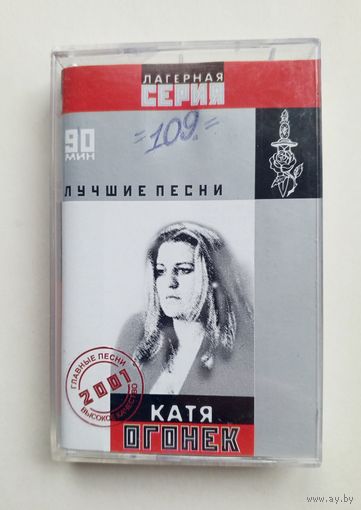 ЛАГЕРНАЯ
СЕРИЯ
=109.=
90
МИН
ЛУЧШИЕ ПЕСНИ
ГЛАВНЫЕ ПЕСНИ
2001
ВЫСОКОЕ КАЧЕСТВО
КАТЯ
ОГОНЕК
www.ay.by